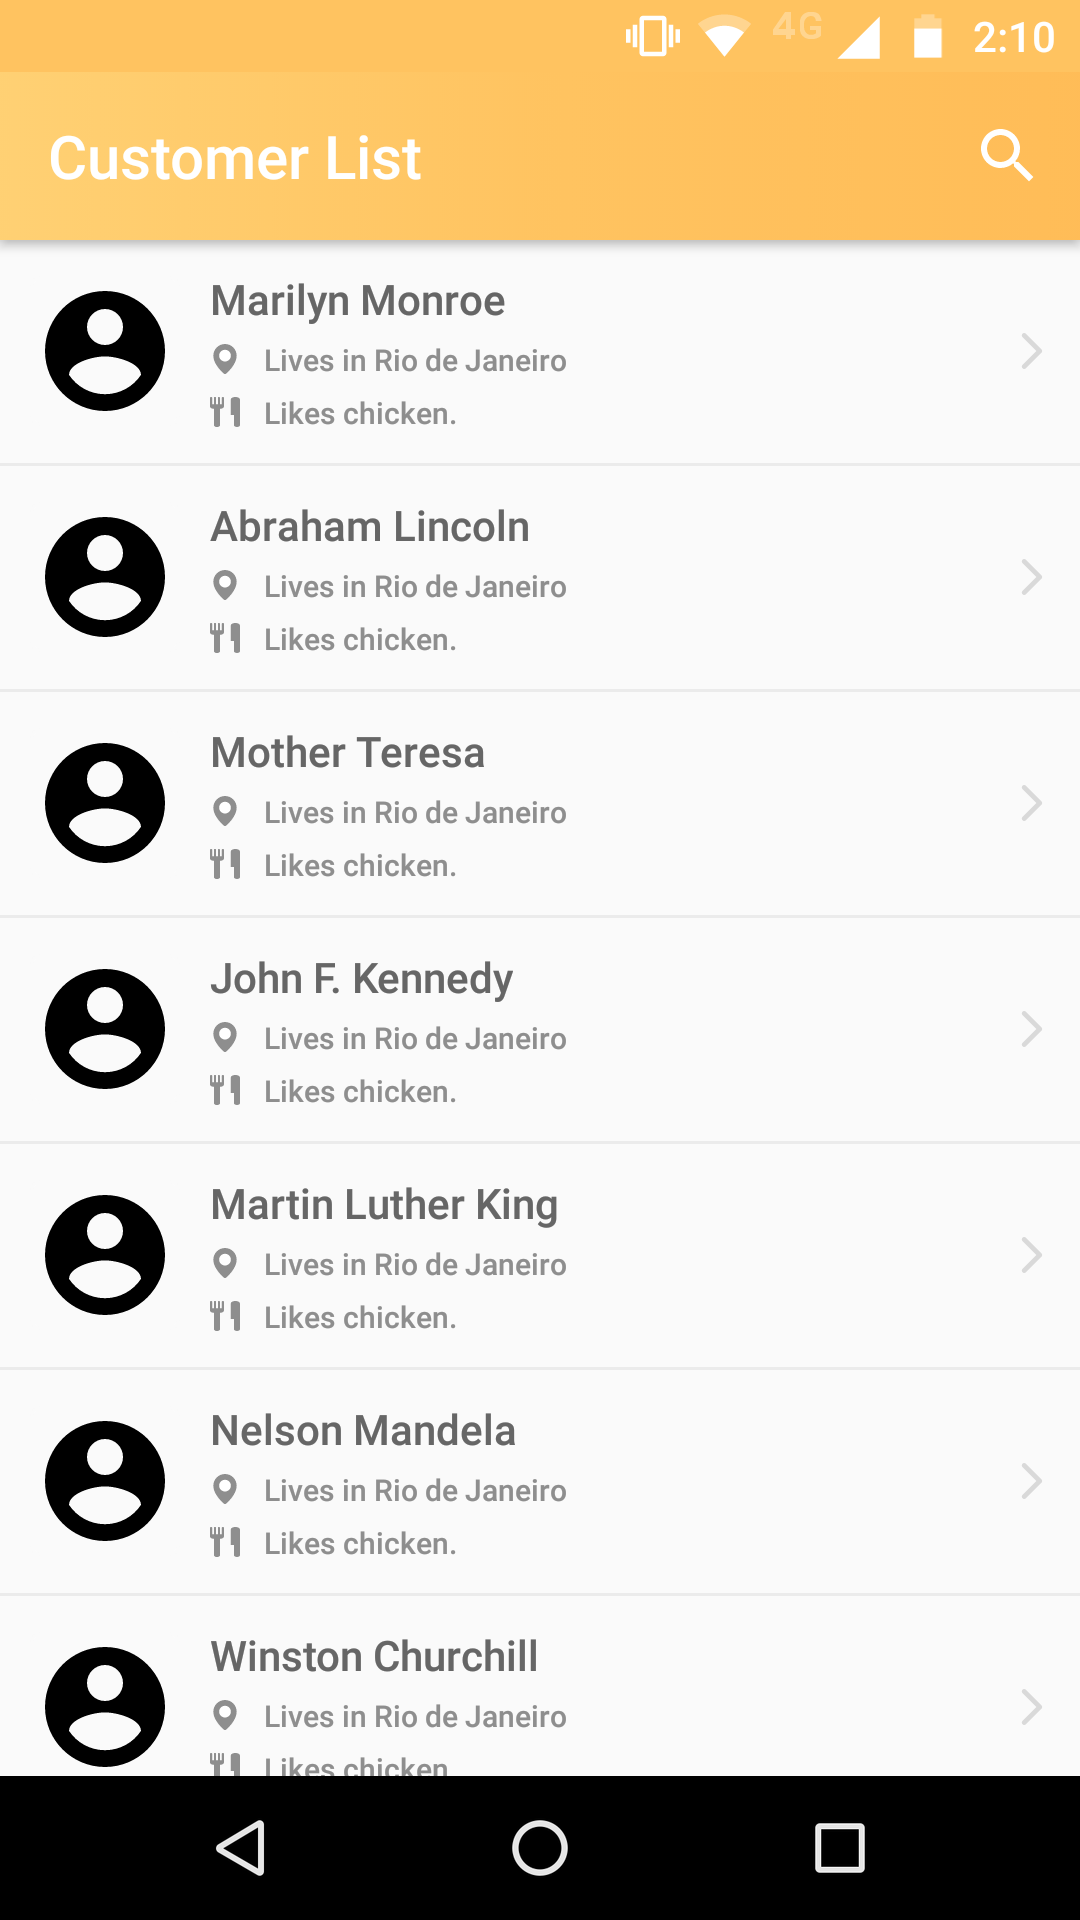 4G 2:10
Customer List
Marilyn Monroe
Lives in Rio de Janeiro
Likes chicken.
Abraham Lincoln
Lives in Rio de Janeiro
Likes chicken.
Mother Teresa
Lives in Rio de Janeiro
Likes chicken.
John F. Kennedy
Lives in Rio de Janeiro
Likes chicken.
Martin Luther King
Lives in Rio de Janeiro
Likes chicken.
Nelson Mandela
Lives in Rio de Janeiro
Likes chicken.
Winston Churchill
Lives in Rio de Janeiro
Likes chicken